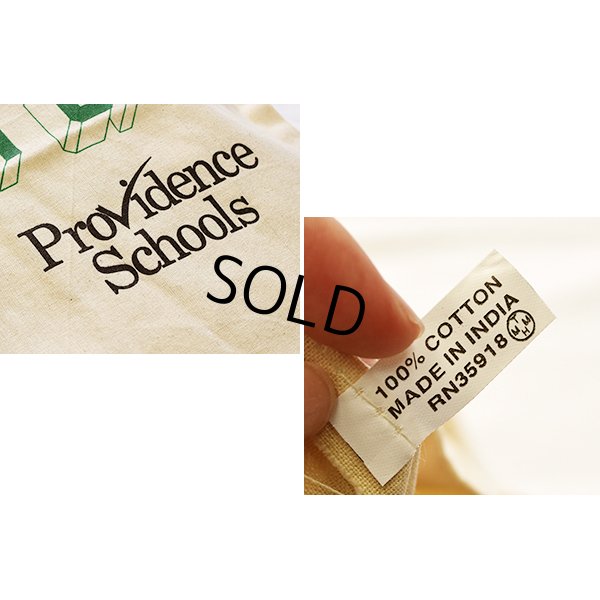 Providence
Schools
SOLD
100% COTTON
MADE IN INDIA
RN35918